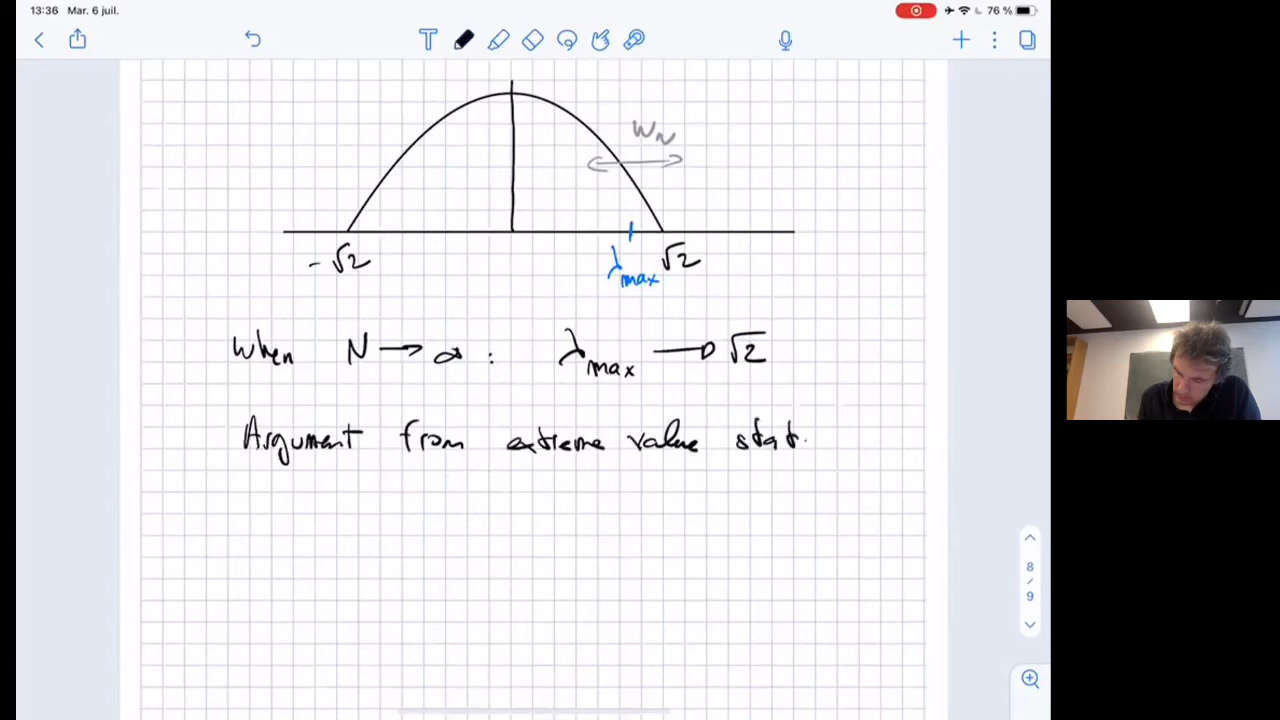 13:36 Mar. 6 juil.
76 %
T
W_N
-√2
λ_max
√2
When N → ∞ : λ_max → √2
Argument from extreme value stat.
8
/
9